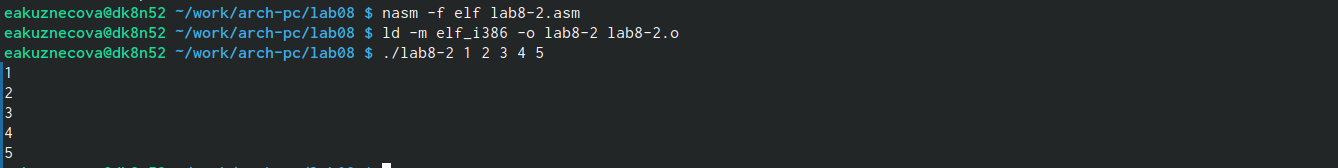 eakuznecova@dk8n52 ~/work/arch-pc/lab08 $ nasm -f elf lab8-2.asm
eakuznecova@dk8n52 ~/work/arch-pc/lab08 $ ld -m elf_i386 -o lab8-2 lab8-2.o
eakuznecova@dk8n52 ~/work/arch-pc/lab08 $ ./lab8-2 1 2 3 4 5
1
2
3
4
5